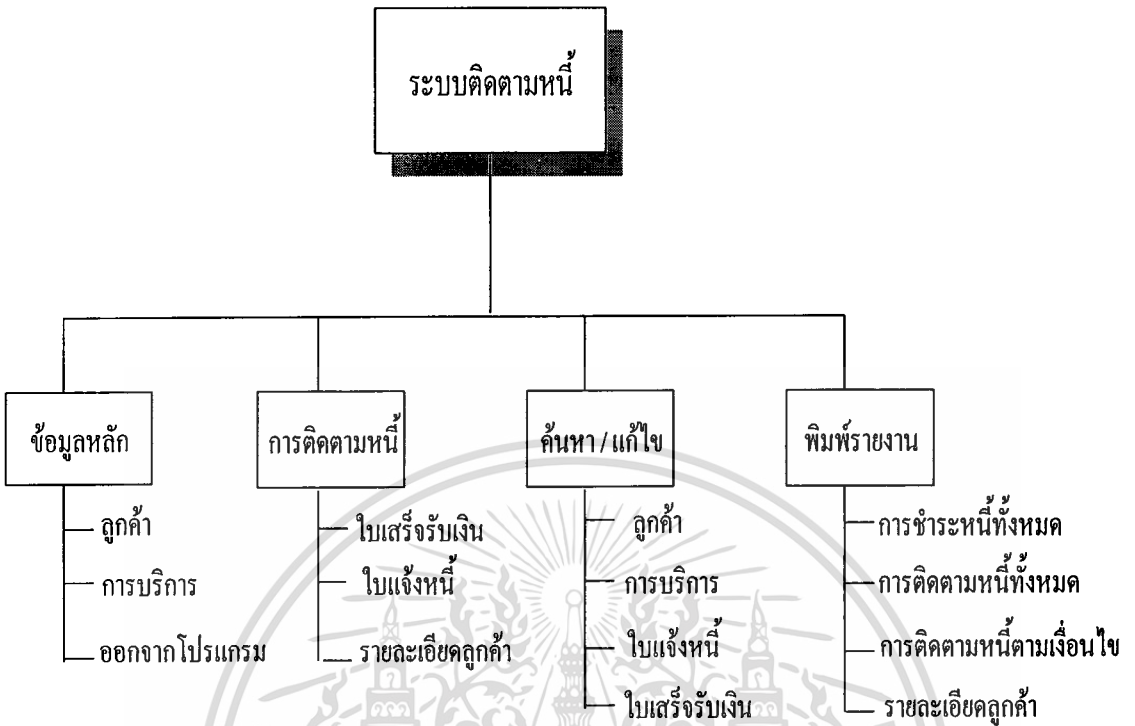 ระบบติดตามหนี้
ข้อมูลหลัก
ลูกค้า
การบริการ
ออกจากโปรแกรม
การติดตามหนี้
ใบเสร็จรับเงิน
ใบแจ้งหนี้
รายละเอียดลูกค้า
ค้นหา / แก้ไข
ลูกค้า
การบริการ
ใบแจ้งหนี้
ใบเสร็จรับเงิน
พิมพ์รายงาน
การชำระหนี้ทั้งหมด
การติดตามหนี้ทั้งหมด
การติดตามหนี้ตามเงื่อนไข
รายละเอียดลูกค้า